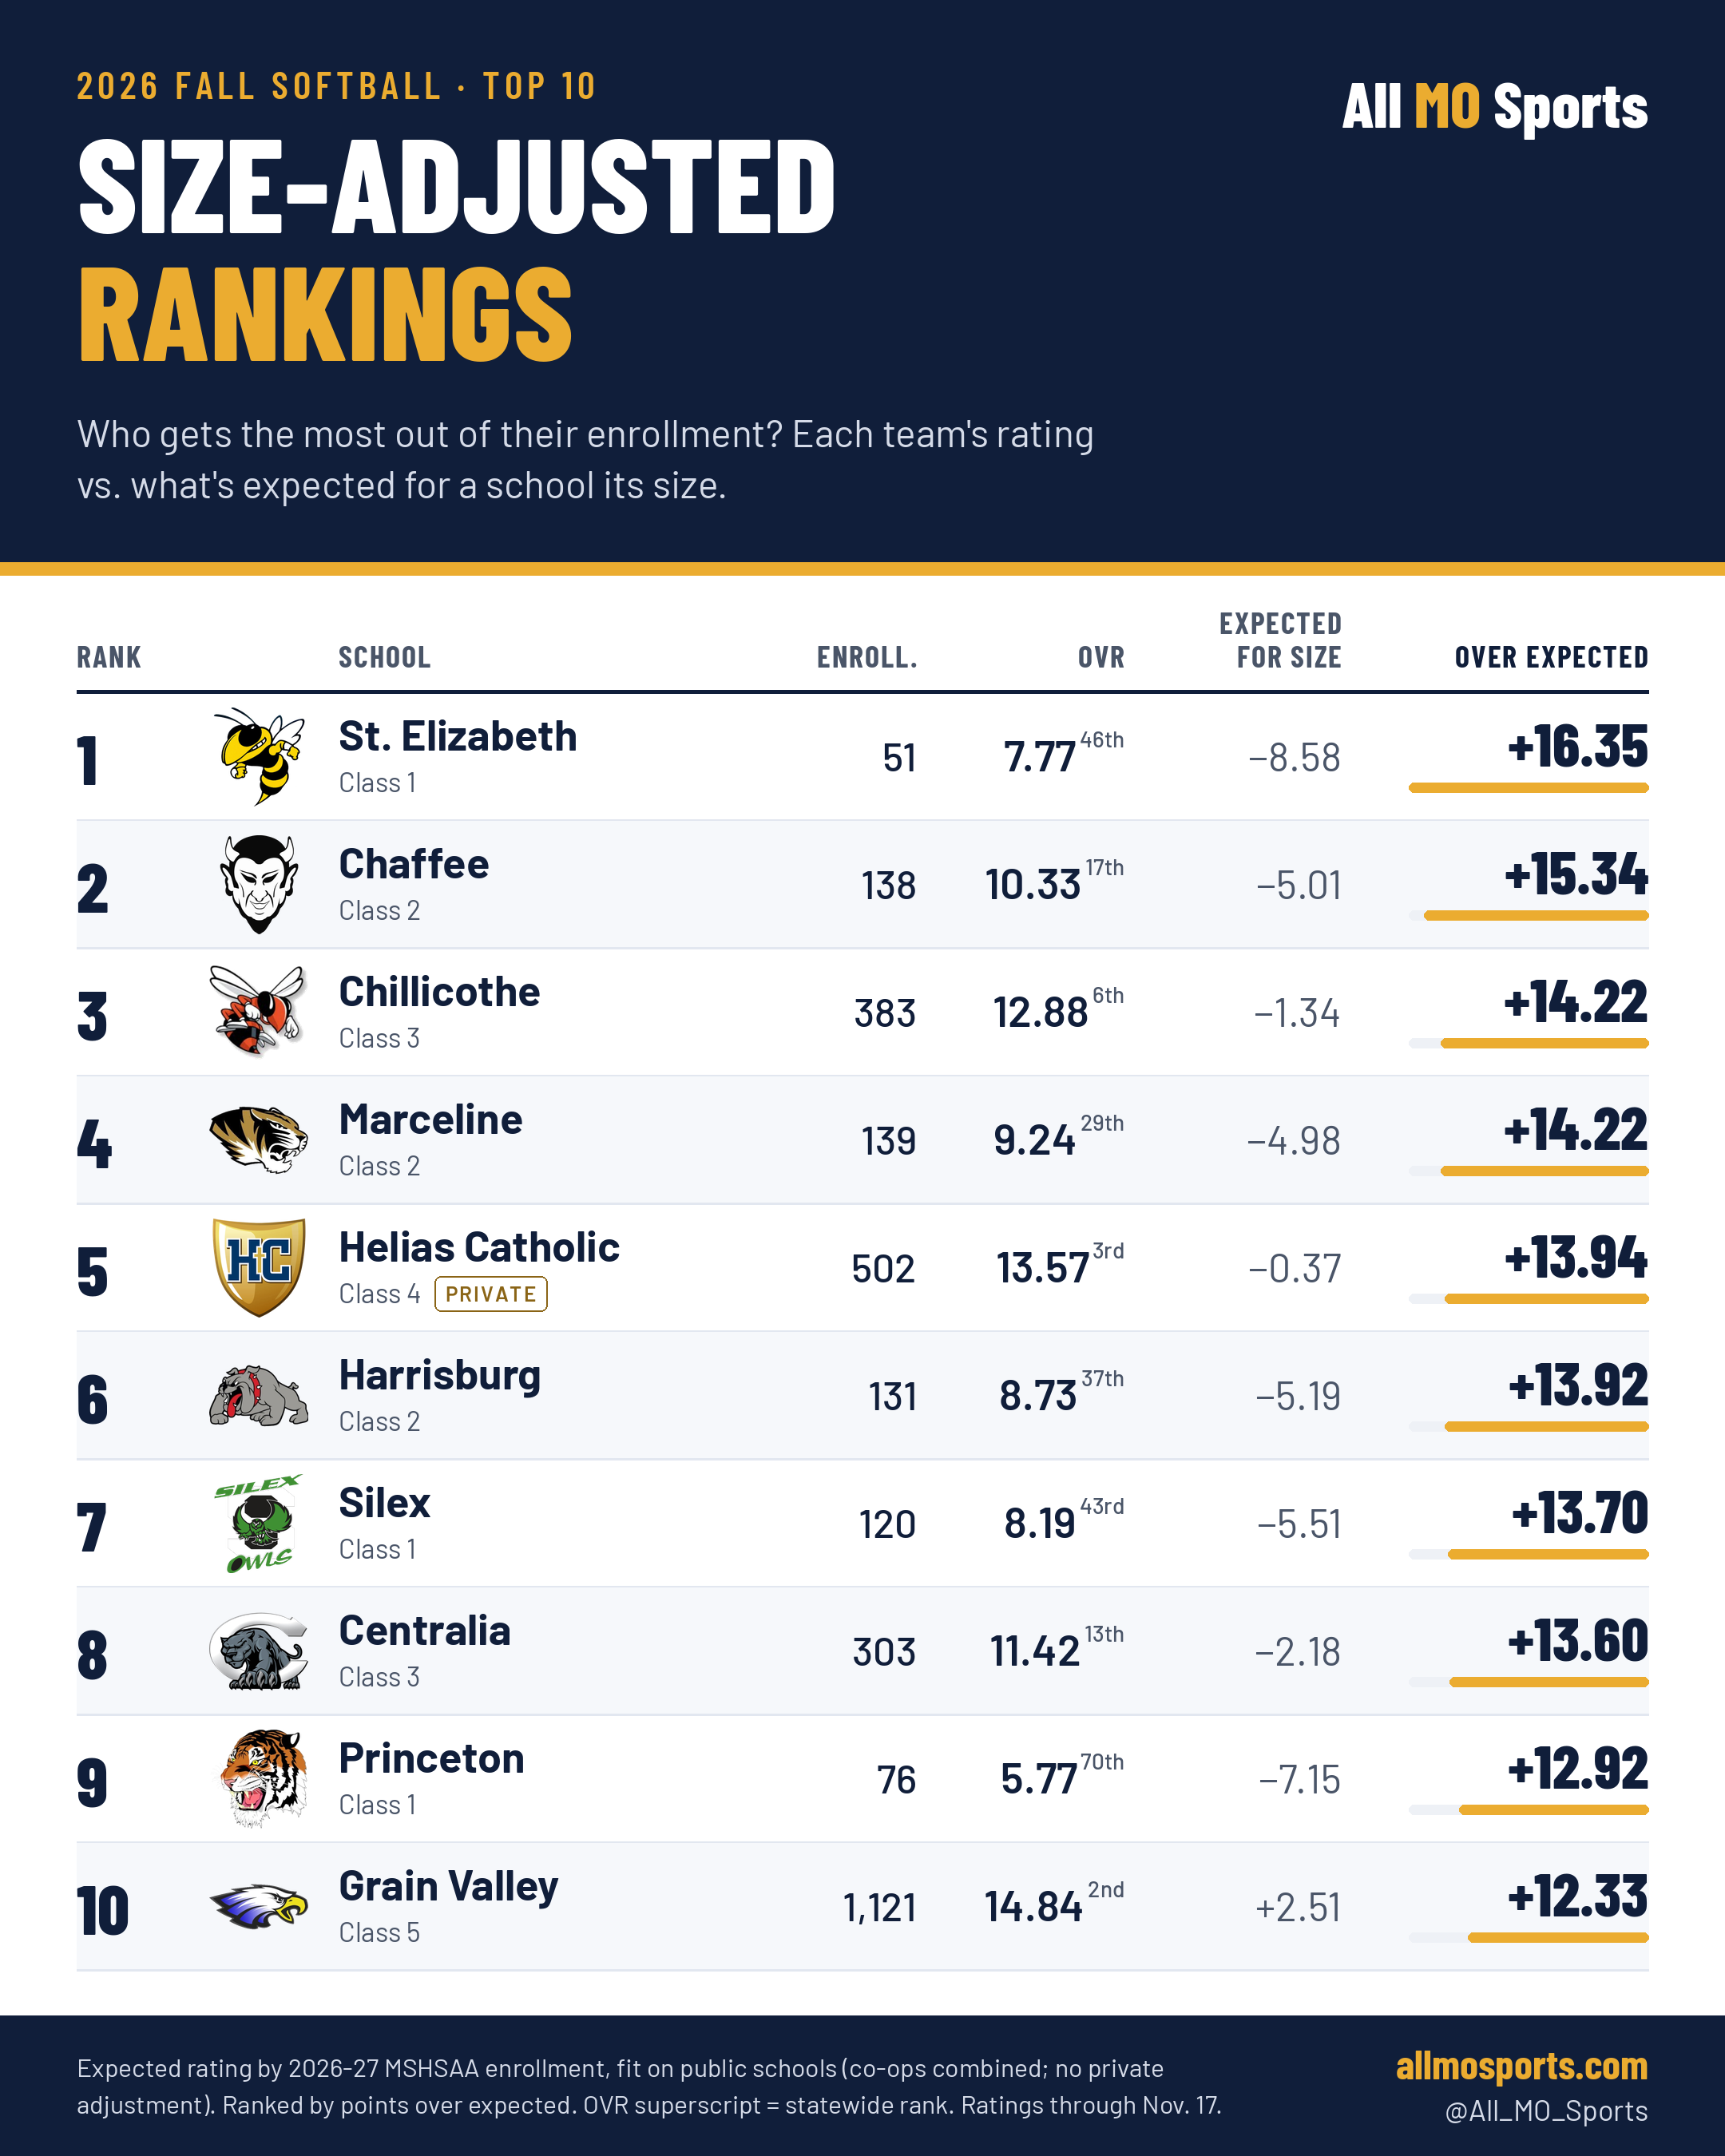 2026 FALL SOFTBALL · TOP 10
All MO Sports
SIZE-ADJUSTED
RANKINGS
Who gets the most out of their enrollment? Each team's rating
vs. what's expected for a school its size.
RANK SCHOOL ENROLL. OVR EXPECTED FOR SIZE OVER EXPECTED
1 St. Elizabeth 51 7.77 46th −8.58 +16.35
Class 1
2 Chaffee 138 10.33 17th −5.01 +15.34
Class 2
3 Chillicothe 383 12.88 6th −1.34 +14.22
Class 3
4 Marceline 139 9.24 29th −4.98 +14.22
Class 2
HC
5 Helias Catholic 502 13.57 3rd −0.37 +13.94
Class 4 PRIVATE
6 Harrisburg 131 8.73 37th −5.19 +13.92
Class 2
SILEX
OWLS
7 Silex 120 8.19 43rd −5.51 +13.70
Class 1
C
8 Centralia 303 11.42 13th −2.18 +13.60
Class 3
9 Princeton 76 5.77 70th −7.15 +12.92
Class 1
10 Grain Valley 1,121 14.84 2nd +2.51 +12.33
Class 5
Expected rating by 2026-27 MSHSAA enrollment, fit on public schools (co-ops combined; no private
adjustment). Ranked by points over expected. OVR superscript = statewide rank. Ratings through Nov. 17.
allmosports.com
@All_MO_Sports